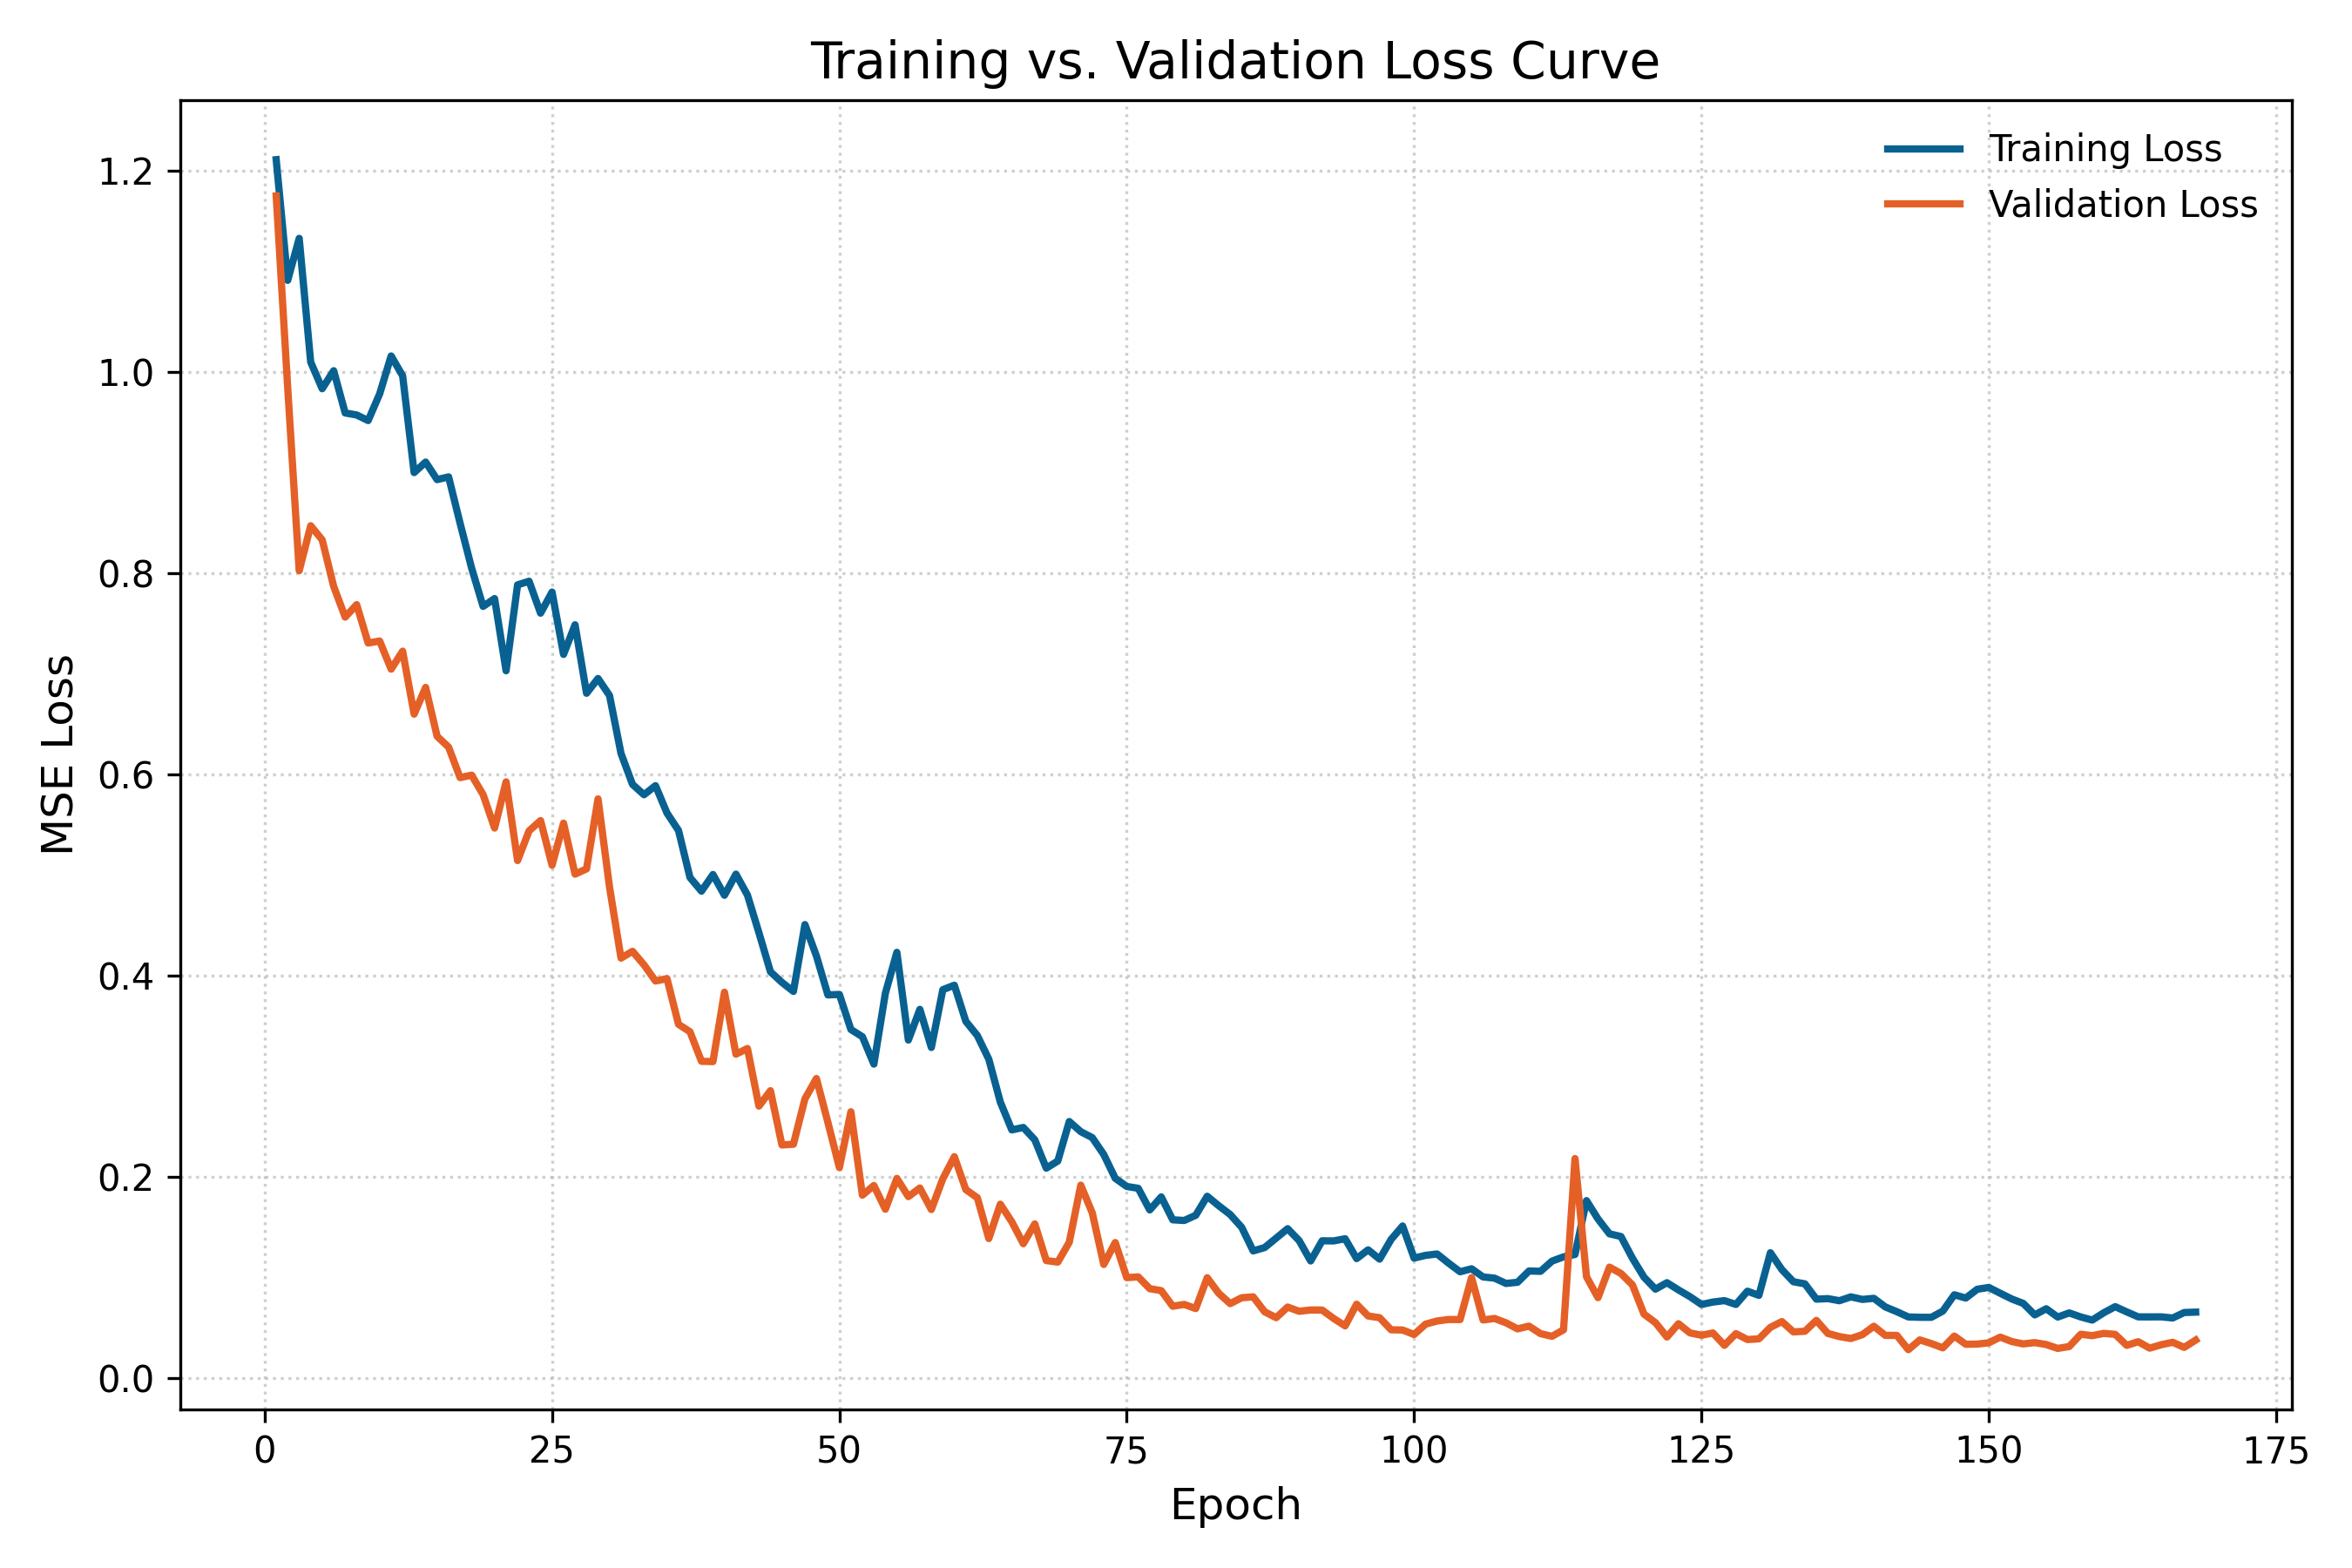 Training vs. Validation Loss Curve
Training Loss
Validation Loss
1.2
1.0
0.8
0.6
0.4
0.2
0.0
MSE Loss
0 25 50 75 100 125 150 175
Epoch